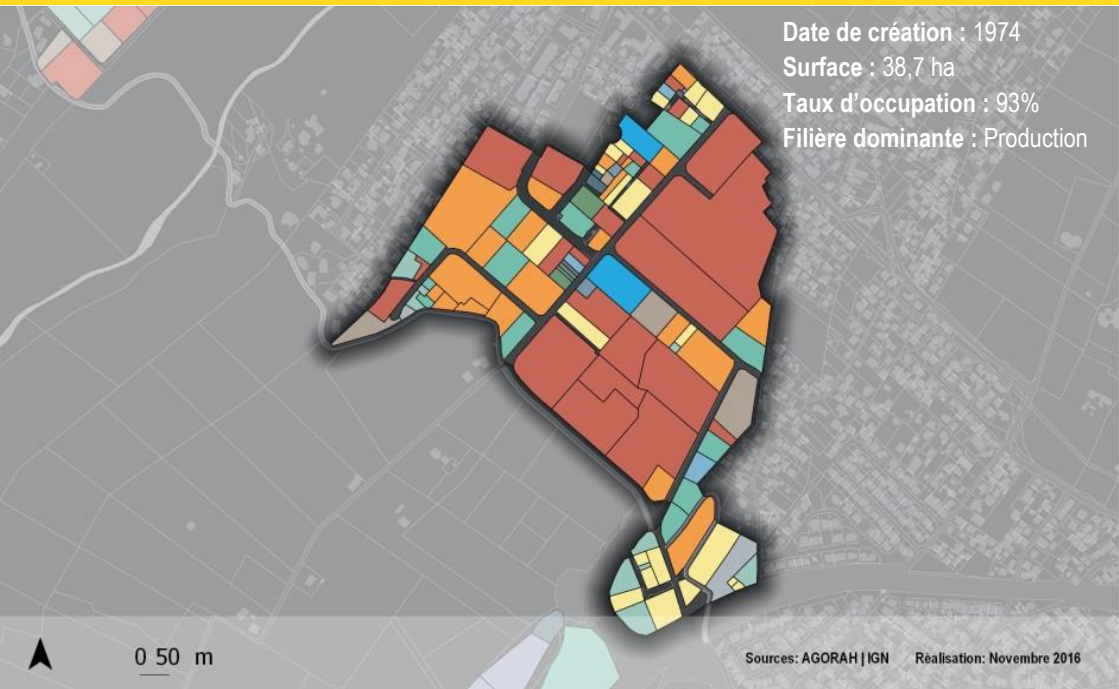 Date de création : 1974
Surface : 38,7 ha
Taux d’occupation : 93%
Filière dominante : Production
0 50 m
Sources: AGORAH | IGN Rèalisation: Novembre 2016